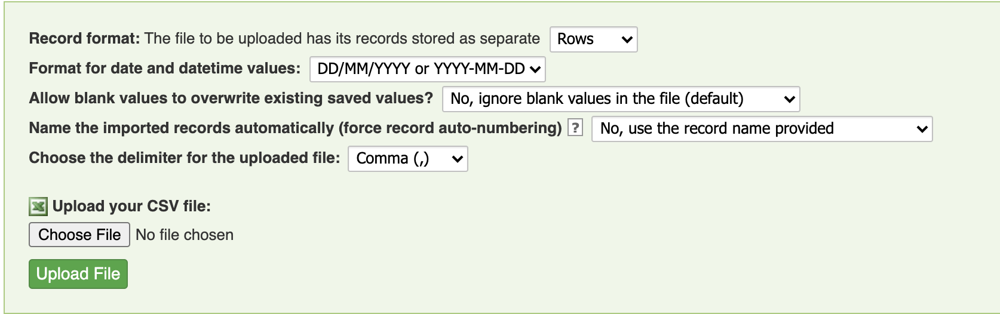 Record format: The file to be uploaded has its records stored as separate Rows
Format for date and datetime values: DD/MM/YYYY or YYYY-MM-DD
Allow blank values to overwrite existing saved values? No, ignore blank values in the file (default)
Name the imported records automatically (force record auto-numbering) ? No, use the record name provided
Choose the delimiter for the uploaded file: Comma (,)
Upload your CSV file:
Choose File No file chosen
Upload File